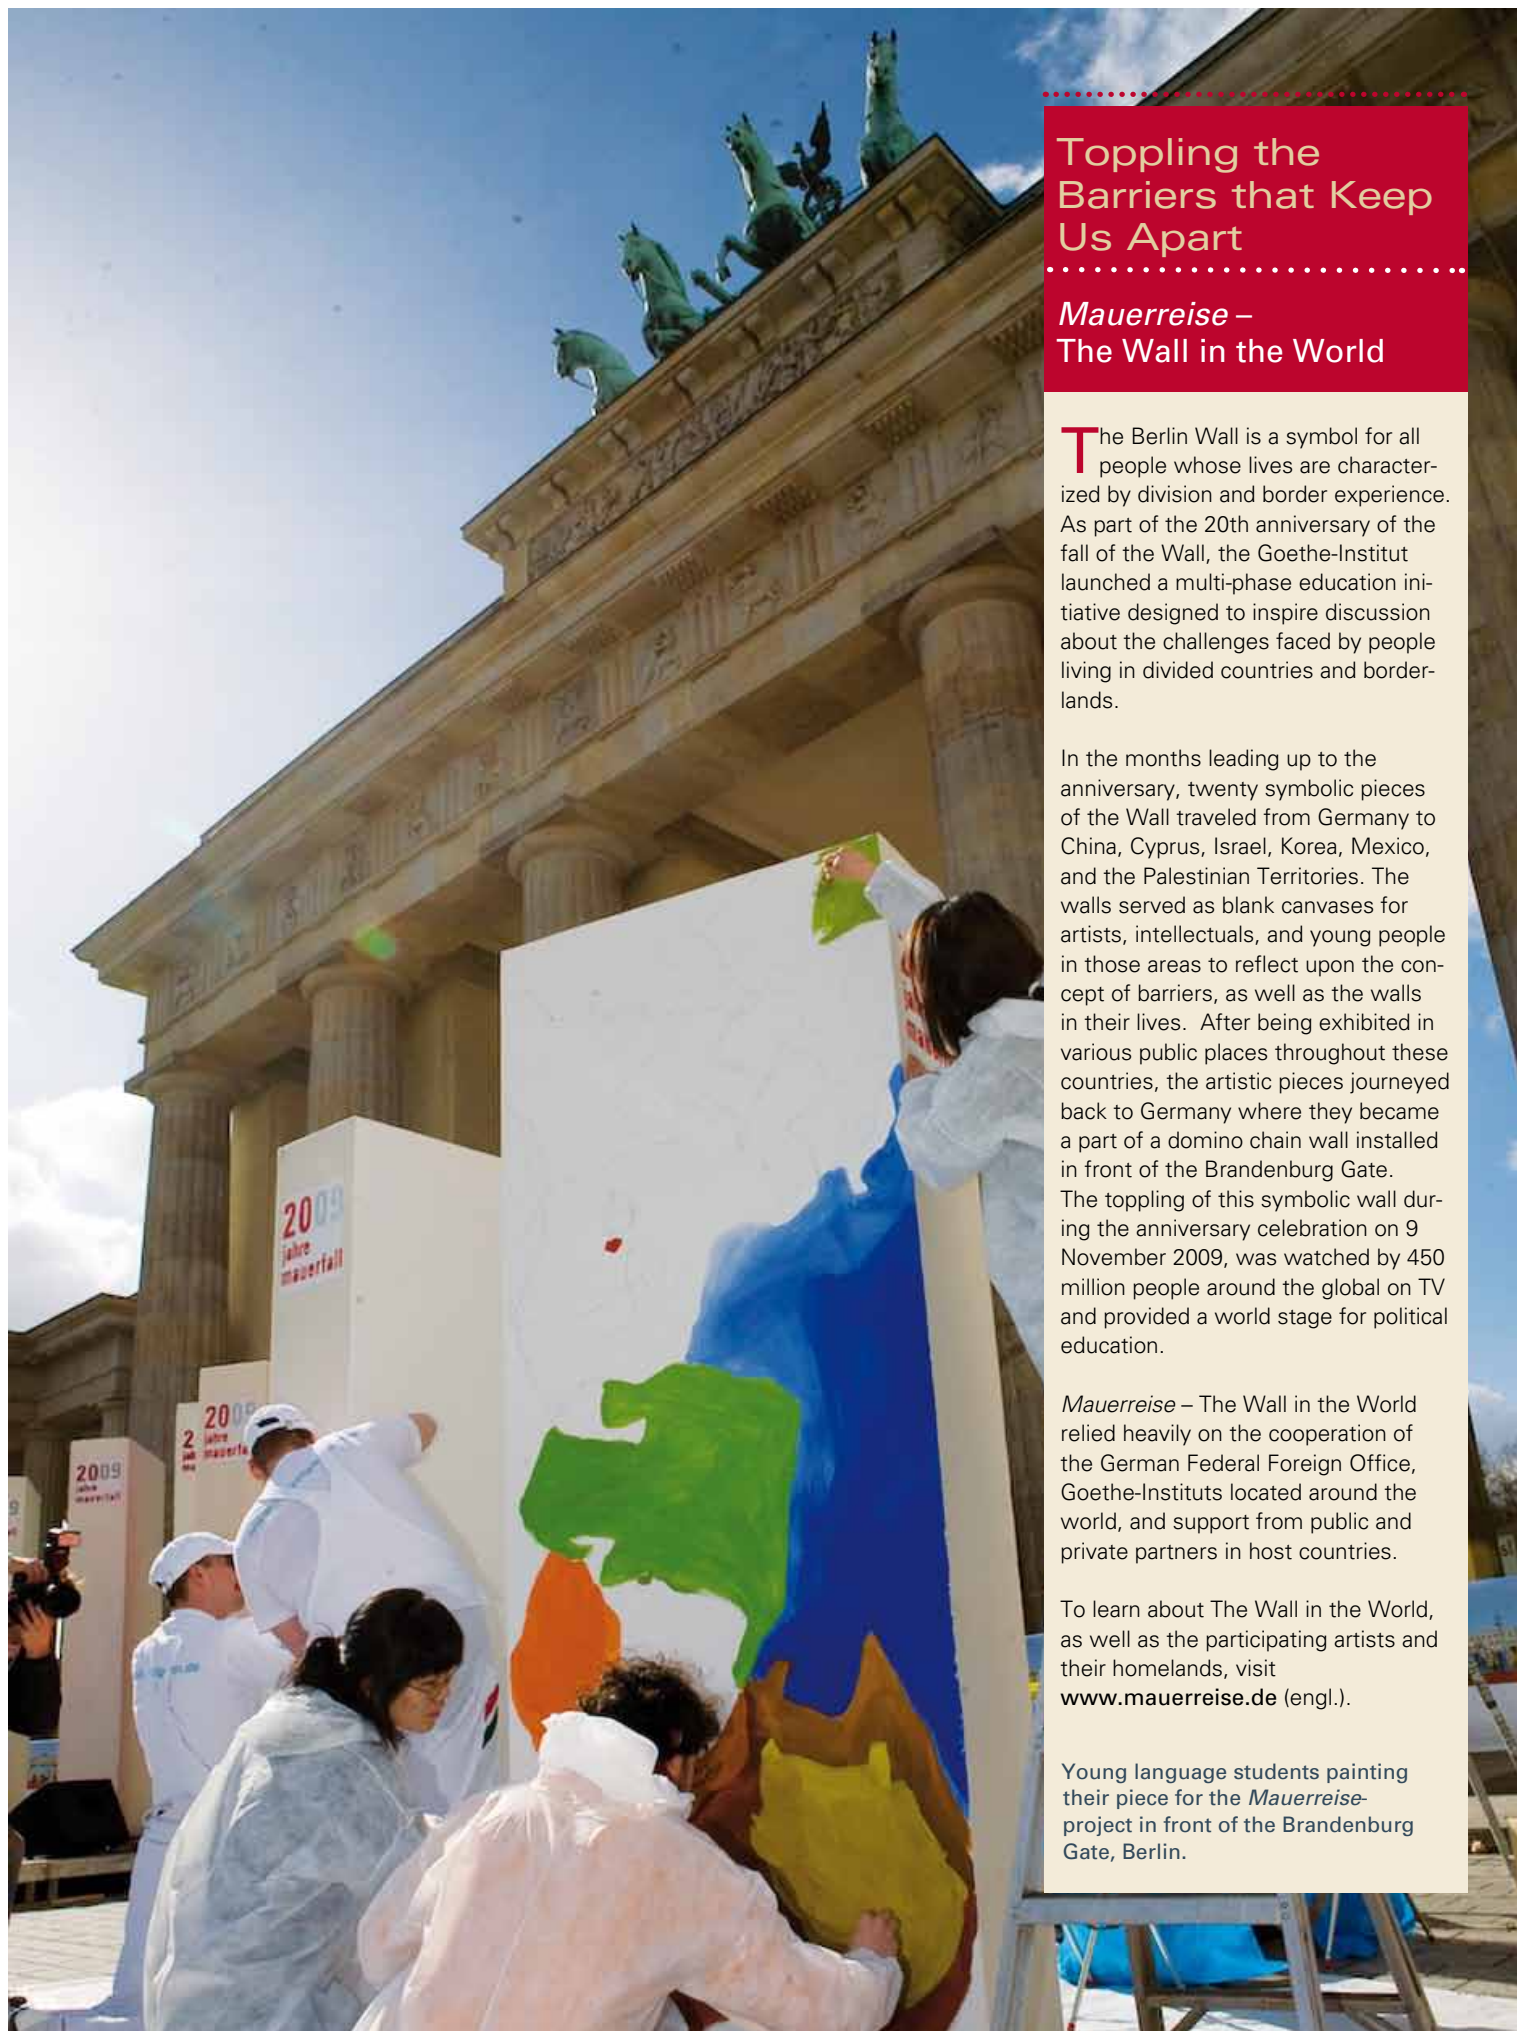 Toppling the
Barriers that Keep
Us Apart
Mauerreise –
The Wall in the World
The Berlin Wall is a symbol for all
people whose lives are character-
ized by division and border experience.
As part of the 20th anniversary of the
fall of the Wall, the Goethe-Institut
launched a multi-phase education ini-
tiative designed to inspire discussion
about the challenges faced by people
living in divided countries and border-
lands.
In the months leading up to the
anniversary, twenty symbolic pieces
of the Wall traveled from Germany to
China, Cyprus, Israel, Korea, Mexico,
and the Palestinian Territories. The
walls served as blank canvases for
artists, intellectuals, and young people
in those areas to reflect upon the con-
cept of barriers, as well as the walls
in their lives.  After being exhibited in
various public places throughout these
countries, the artistic pieces journeyed
back to Germany where they became
a part of a domino chain wall installed
in front of the Brandenburg Gate.
The toppling of this symbolic wall dur-
ing the anniversary celebration on 9
November 2009, was watched by 450
million people around the global on TV
and provided a world stage for political
education.
Mauerreise – The Wall in the World
relied heavily on the cooperation of
the German Federal Foreign Office,
Goethe-Instituts located around the
world, and support from public and
private partners in host countries.
To learn about The Wall in the World,
as well as the participating artists and
their homelands, visit
www.mauerreise.de (engl.).
Young language students painting
their piece for the Mauerreise-
project in front of the Brandenburg
Gate, Berlin.
2009
jahre
mauerfall
2009
jahre
mauerfa
2
jah
ma
2009
jahre
mauerfall
9